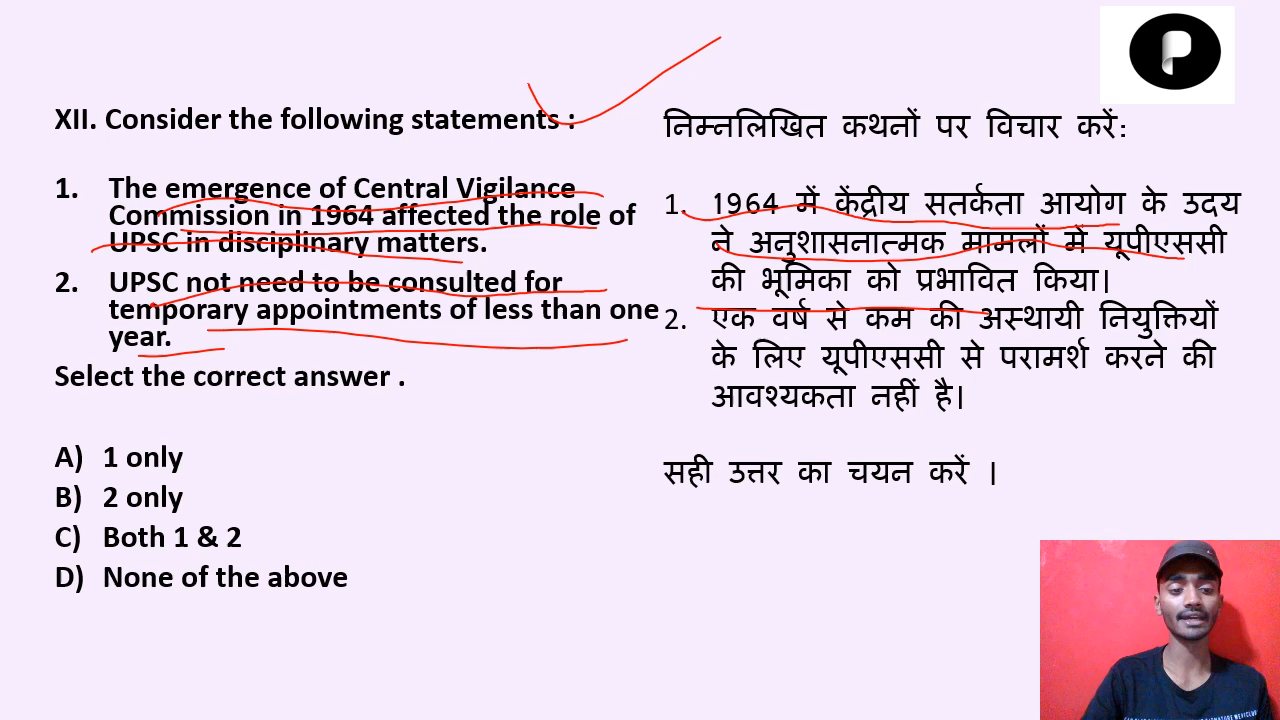 XII. Consider the following statements :
1. The emergence of Central Vigilance
Commission in 1964 affected the role of
UPSC in disciplinary matters.
2. UPSC not need to be consulted for
temporary appointments of less than one
year.
Select the correct answer .
A) 1 only
B) 2 only
C) Both 1 & 2
D) None of the above
निम्नलिखित कथनों पर विचार करें:
1. 1964 में केंद्रीय सतर्कता आयोग के उदय
ने अनुशासनात्मक मामलों में यूपीएससी
की भूमिका को प्रभावित किया।
2. एक वर्ष से कम की अस्थायी नियुक्तियों
के लिए यूपीएससी से परामर्श करने की
आवश्यकता नहीं है।
सही उत्तर का चयन करें ।
P